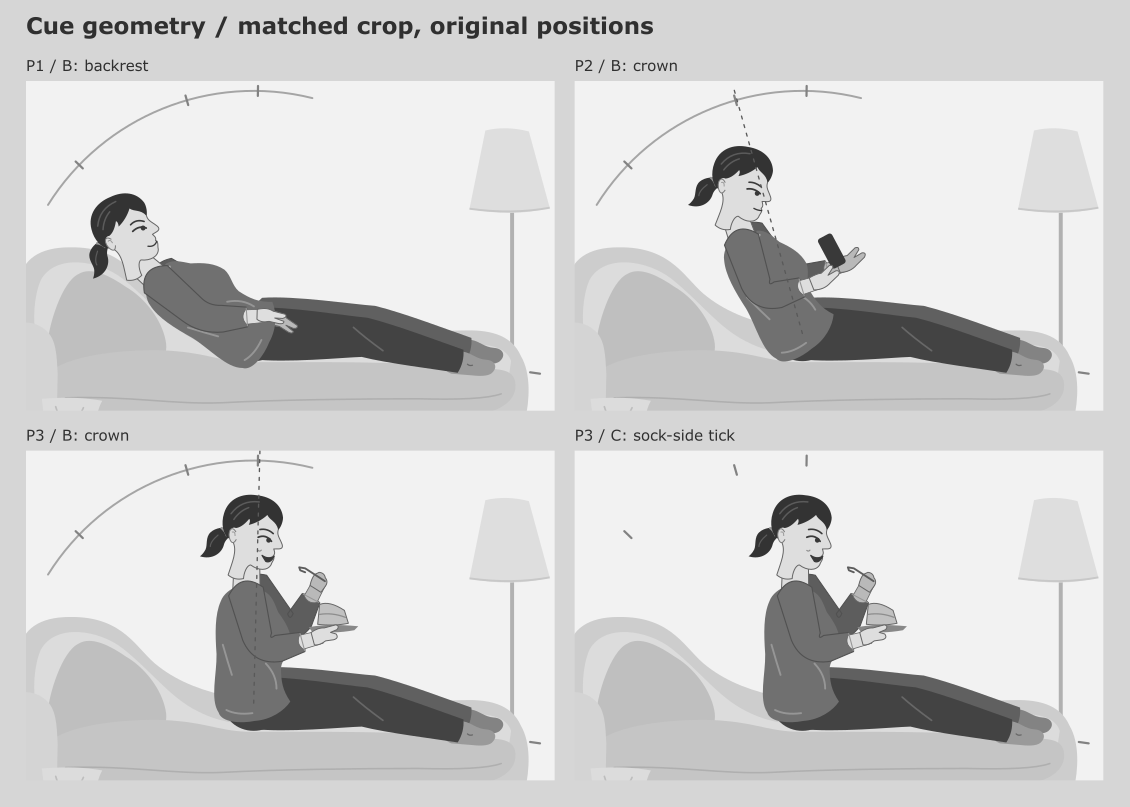 Cue geometry / matched crop, original positions
P1 / B: backrest
P2 / B: crown
P3 / B: crown
P3 / C: sock-side tick